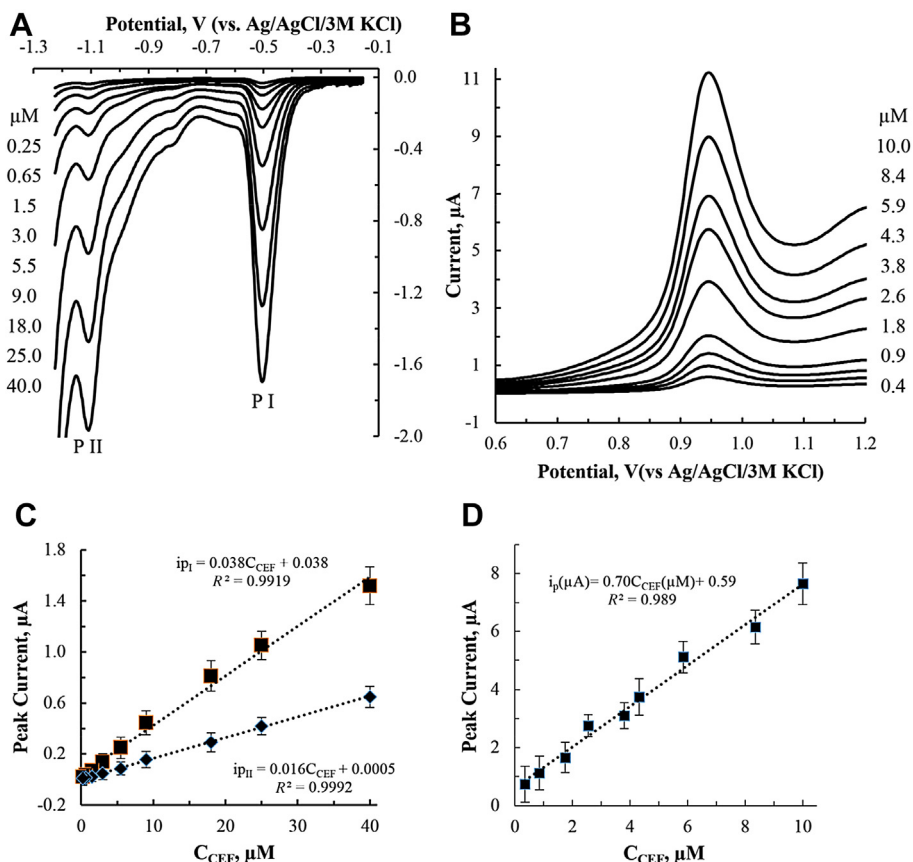 A
Potential, V (vs. Ag/AgCl/3M KCl)
-1.3 -1.1 -0.9 -0.7 -0.5 -0.3 -0.1
0.0
-0.4
-0.8
-1.2
-1.6
-2.0
µM
0.25
0.65
1.5
3.0
5.5
9.0
18.0
25.0
40.0
P II
P I
B
Current, µA
11
9
7
5
3
1
-1
0.6 0.7 0.8 0.9 1.0 1.1 1.2
Potential, V(vs Ag/AgCl/3M KCl)
µM
10.0
8.4
5.9
4.3
3.8
2.6
1.8
0.9
0.4
C
Peak Current, µA
1.8
1.4
1.0
0.6
0.2
-0.2
0 10 20 30 40
C_CEF, µM
ip_I = 0.038C_CEF + 0.038
R² = 0.9919
ip_II = 0.016C_CEF + 0.0005
R² = 0.9992
D
Peak Current, µA
8
6
4
2
0
0 2 4 6 8 10
C_CEF, µM
i_p(µA)= 0.70C_CEF(µM)+ 0.59
R² = 0.989